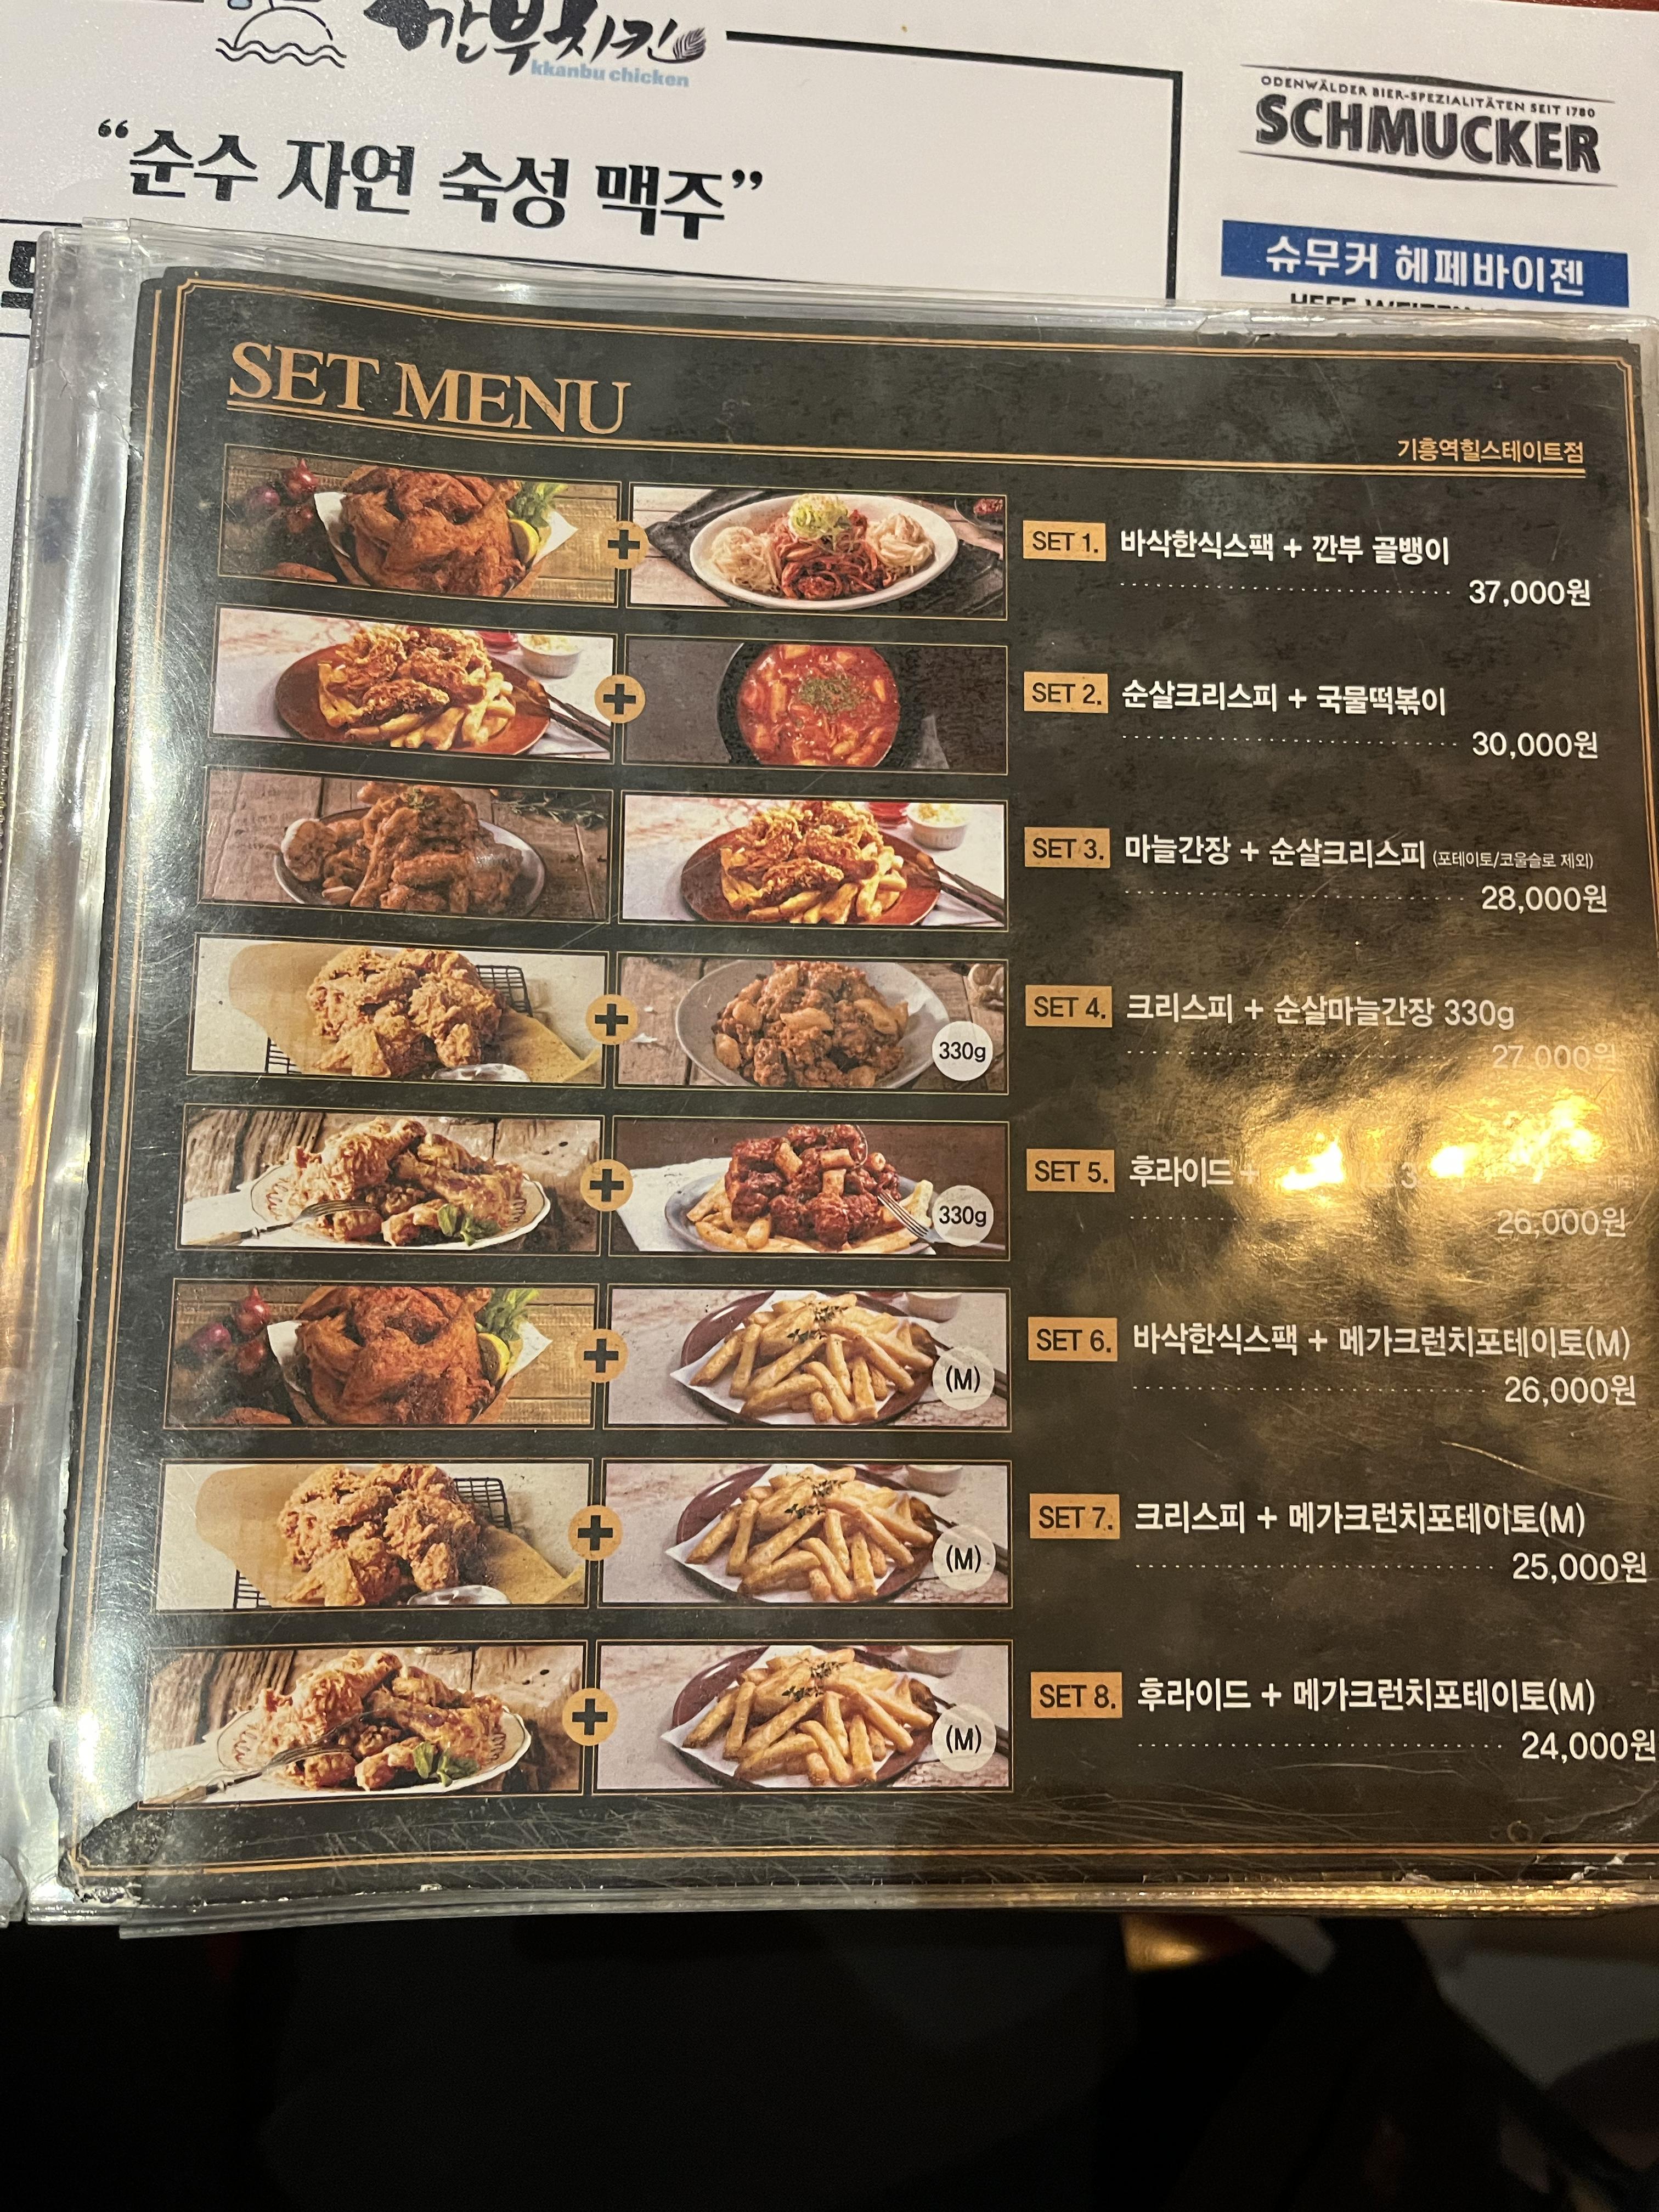 깐부치킨
kkanbu chicken
“순수 자연 숙성 맥주”
ODENWÄLDER BIER-SPEZIALITÄTEN SEIT 1780
SCHMUCKER
슈무커 헤페바이젠
SET MENU
기흥역힐스테이트점
SET 1. 바삭한식스팩 + 깐부 골뱅이
37,000원
SET 2. 순살크리스피 + 국물떡볶이
30,000원
SET 3. 마늘간장 + 순살크리스피 (포테이토/코울슬로 제외)
28,000원
330g
SET 4. 크리스피 + 순살마늘간장 330g
27,000원
330g
SET 5. 후라이드 +
26,000원
(M)
SET 6. 바삭한식스팩 + 메가크런치포테이토(M)
26,000원
(M)
SET 7. 크리스피 + 메가크런치포테이토(M)
25,000원
(M)
SET 8. 후라이드 + 메가크런치포테이토(M)
24,000원